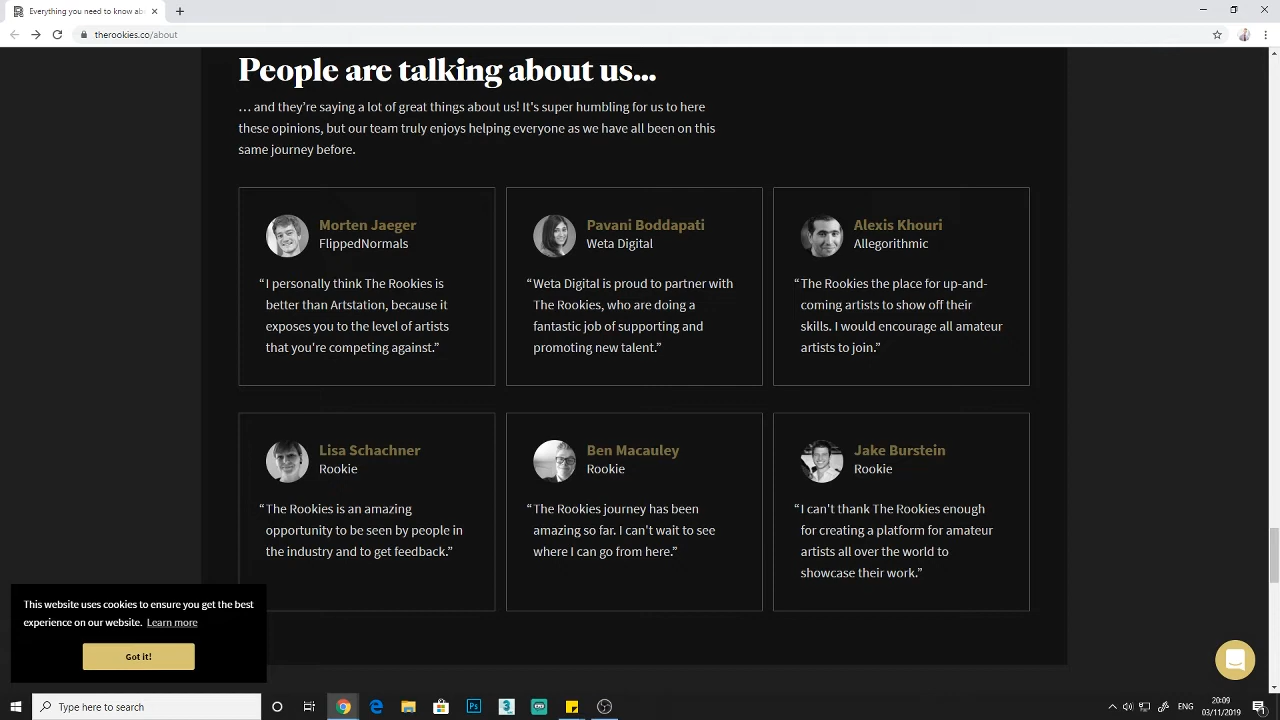 Everything you need to know abo
therookies.co/about
People are talking about us...
… and they're saying a lot of great things about us! It's super humbling for us to here
these opinions, but our team truly enjoys helping everyone as we have all been on this
same journey before.
Morten Jaeger
FlippedNormals
“I personally think The Rookies is
better than Artstation, because it
exposes you to the level of artists
that you're competing against.”
Pavani Boddapati
Weta Digital
“Weta Digital is proud to partner with
The Rookies, who are doing a
fantastic job of supporting and
promoting new talent.”
Alexis Khouri
Allegorithmic
“The Rookies the place for up-and-
coming artists to show off their
skills. I would encourage all amateur
artists to join.”
Lisa Schachner
Rookie
“The Rookies is an amazing
opportunity to be seen by people in
the industry and to get feedback.”
Ben Macauley
Rookie
“The Rookies journey has been
amazing so far. I can't wait to see
where I can go from here.”
Jake Burstein
Rookie
“I can't thank The Rookies enough
for creating a platform for amateur
artists all over the world to
showcase their work.”
This website uses cookies to ensure you get the best
experience on our website. Learn more
Got it!
Type here to search
Ps
3
ENG
20:09
03/11/2019
1